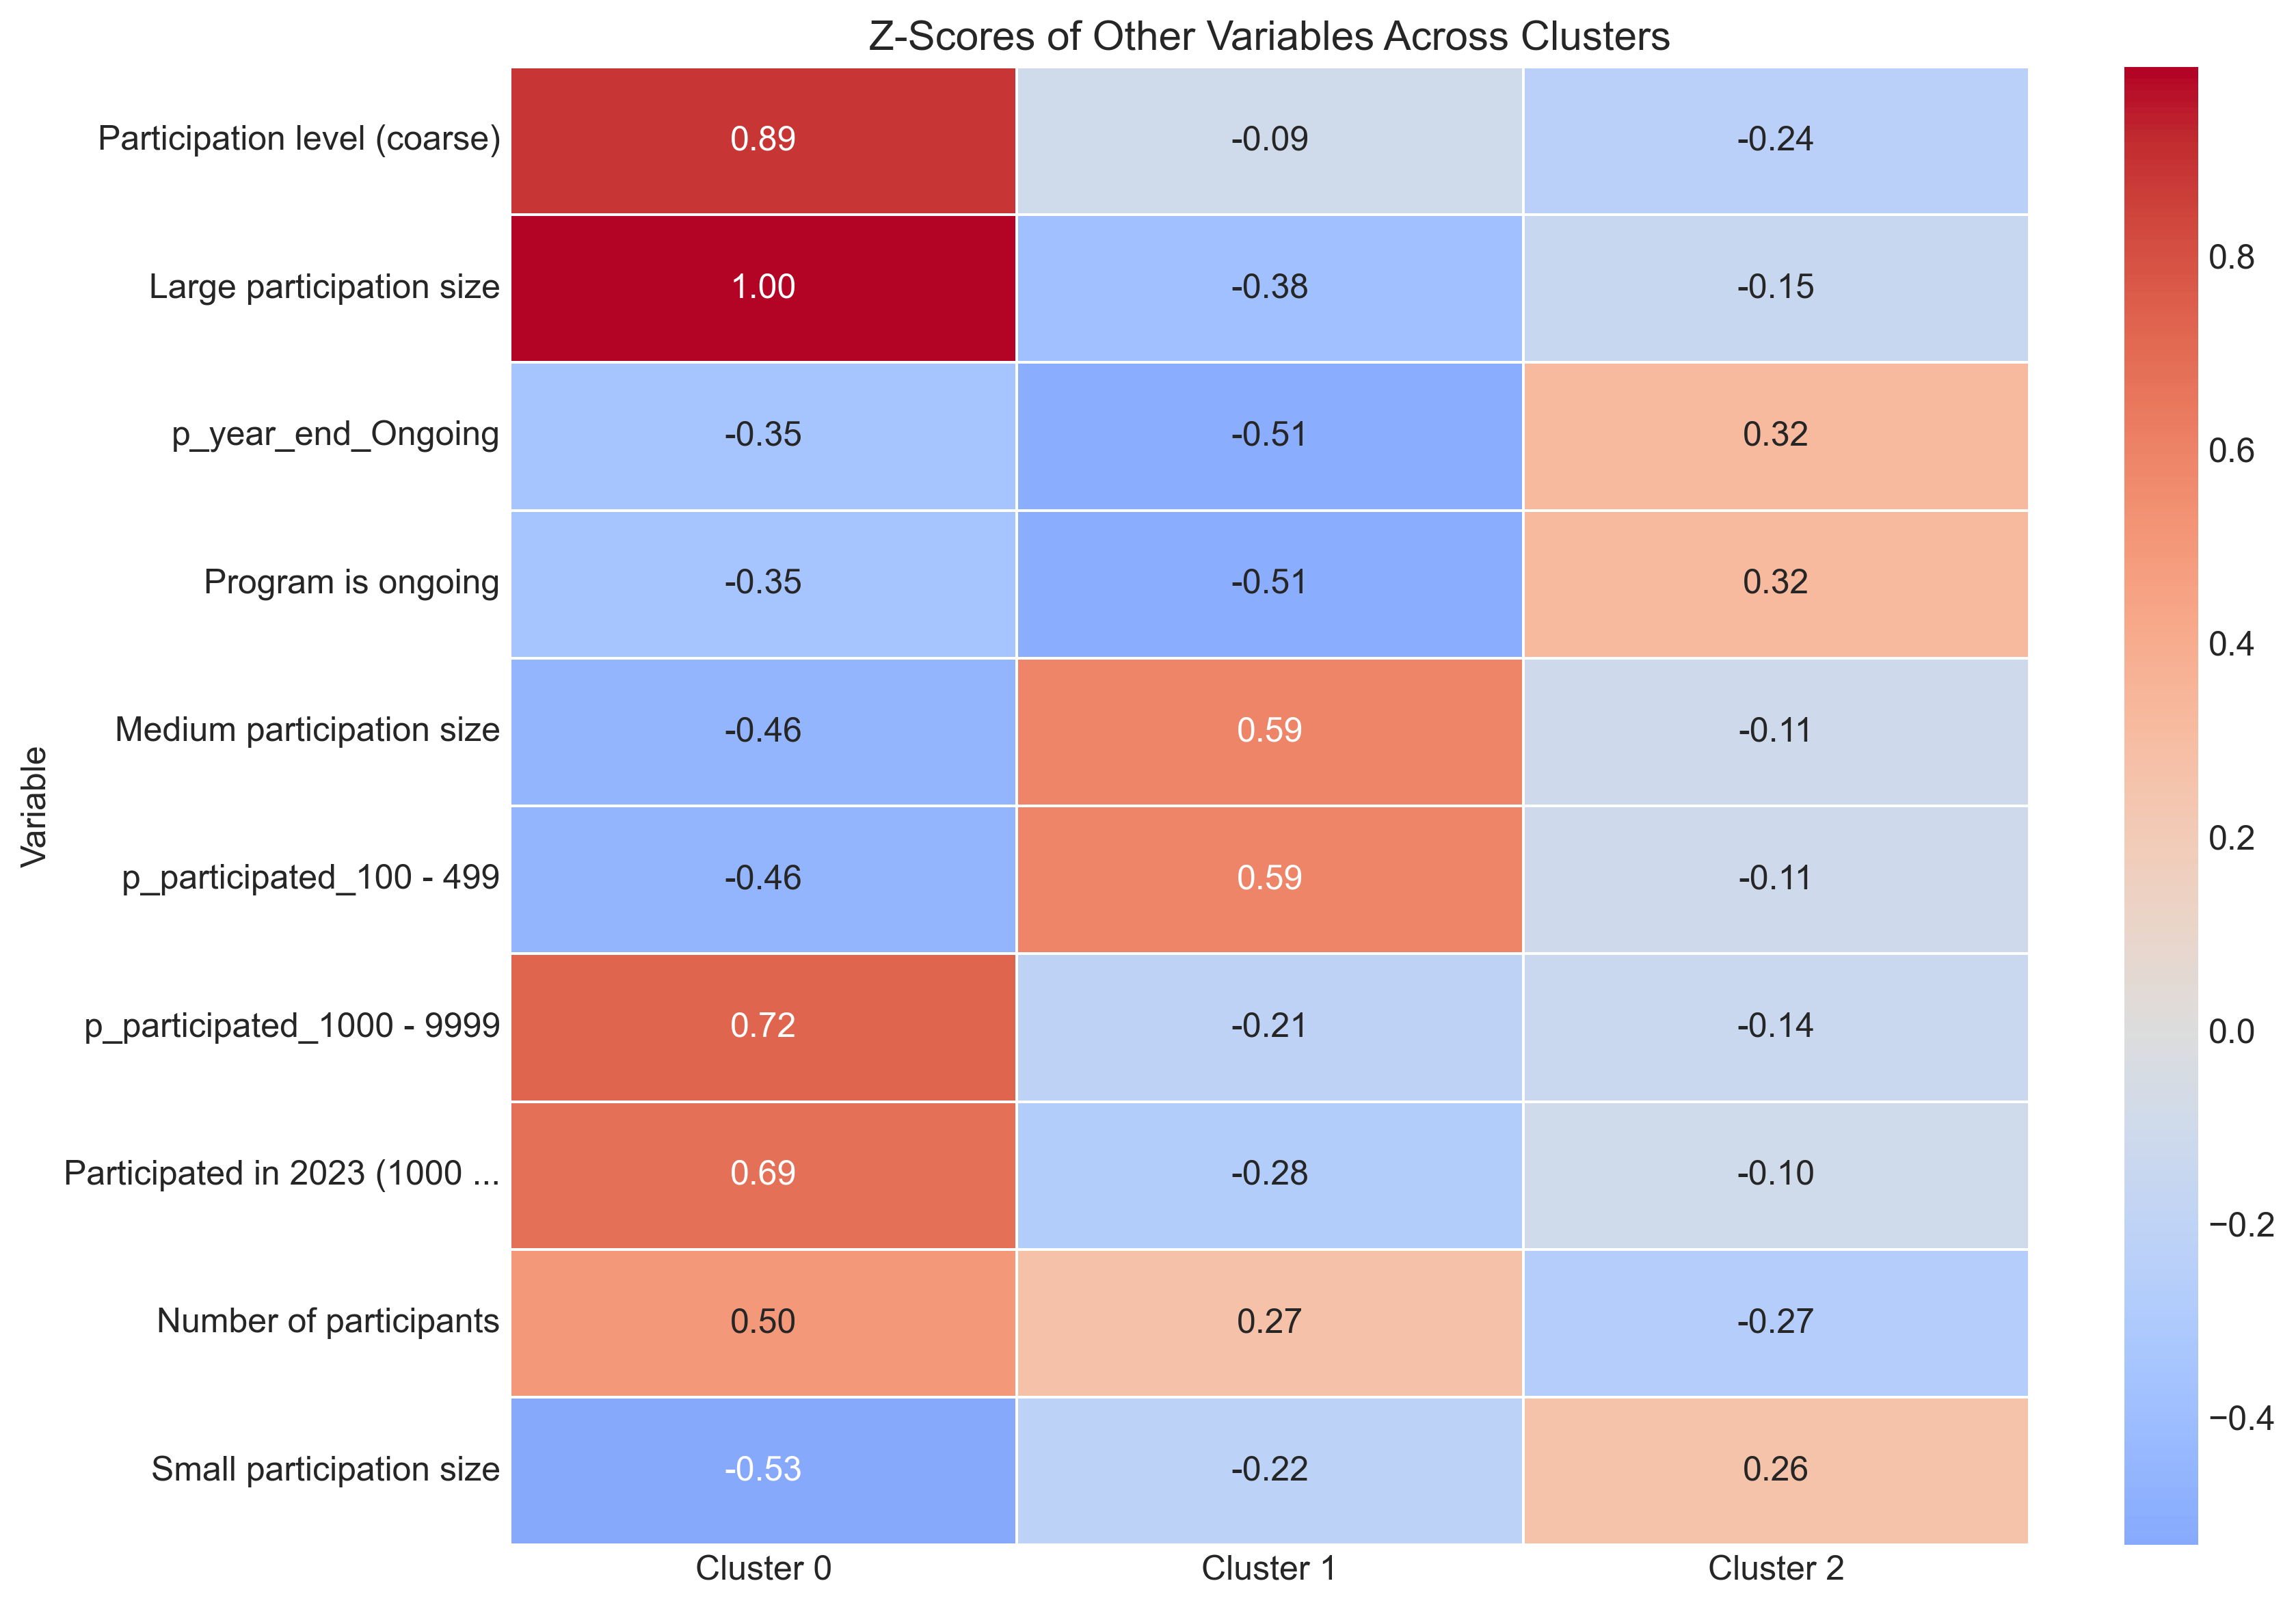 Z-Scores of Other Variables Across Clusters
Variable
Participation level (coarse) 0.89 -0.09 -0.24
Large participation size 1.00 -0.38 -0.15
p_year_end_Ongoing -0.35 -0.51 0.32
Program is ongoing -0.35 -0.51 0.32
Medium participation size -0.46 0.59 -0.11
p_participated_100 - 499 -0.46 0.59 -0.11
p_participated_1000 - 9999 0.72 -0.21 -0.14
Participated in 2023 (1000 ... 0.69 -0.28 -0.10
Number of participants 0.50 0.27 -0.27
Small participation size -0.53 -0.22 0.26
Cluster 0 Cluster 1 Cluster 2
0.8
0.6
0.4
0.2
0.0
−0.2
−0.4